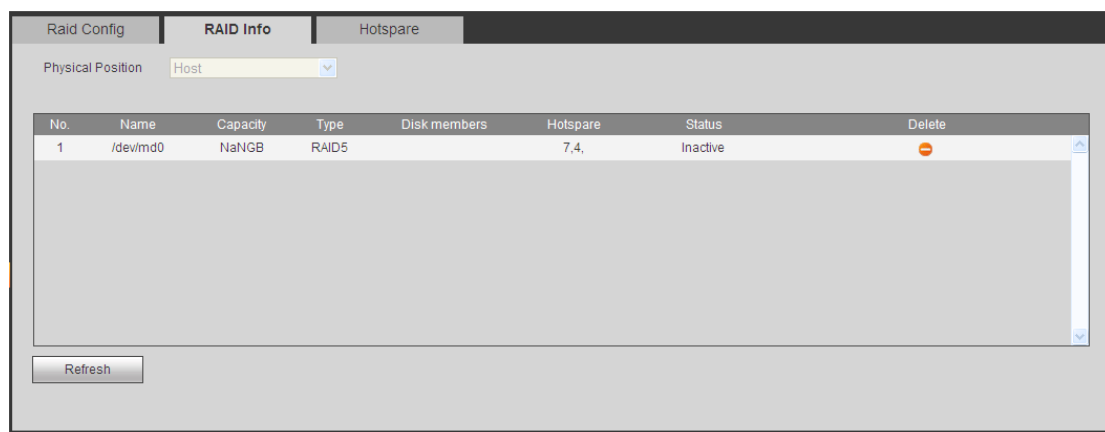 Raid Config RAID Info Hotspare
Physical Position Host
No. Name Capacity Type Disk members Hotspare Status Delete
1 /dev/md0 NaNGB RAID5 7,4, Inactive
Refresh